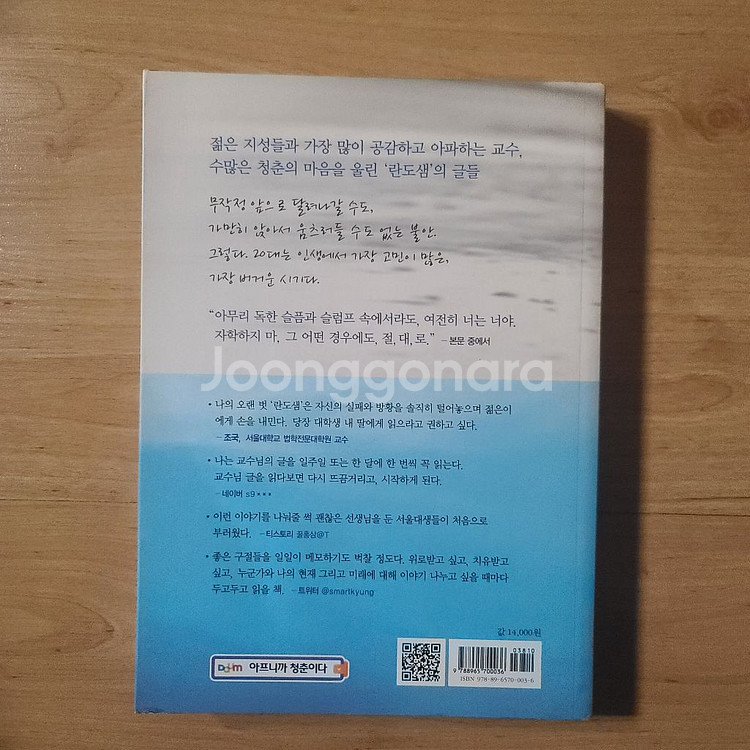 젊은 지성들과 가장 많이 공감하고 아파하는 교수,
수많은 청춘의 마음을 울린 '란도샘'의 글들
무작정 앞으로 달려나갈 수도,
가만히 앉아서 움츠러들 수도 없는 불안.
그렇다. 20대는 인생에서 가장 고민이 많은,
가장 버거운 시기다.
"아무리 독한 슬픔과 슬럼프 속에서라도, 여전히 너는 너야.
자학하지 마, 그 어떤 경우에도, 절, 대, 로." – 본문 중에서
Joonggonara
• 나의 오랜 벗 '란도샘'은 자신의 실패와 방황을 솔직히 털어놓으며 젊은이
에게 손을 내민다. 당장 대학생 내 딸에게 읽으라고 권하고 싶다.
– 조국, 서울대학교 법학전문대학원 교수
• 나는 교수님의 글을 일주일 또는 한 달에 한 번씩 꼭 읽는다.
교수님 글을 읽다보면 다시 뜨끔거리고, 시작하게 된다.
– 네이버 s9***
• 이런 이야기를 나눠줄 썩 괜찮은 선생님을 둔 서울대생들이 처음으로
부러웠다. – 티스토리 꼴홍상@T
• 좋은 구절들을 일일이 메모하기도 벅찰 정도다. 위로받고 싶고, 치유받고
싶고, 누군가와 나의 현재 그리고 미래에 대해 이야기 나누고 싶을 때마다
두고두고 읽을 책. – 트위터 @smartkyung
값 14,000원
Daum 아프니까 청춘이다
03810
9 788965 700036
ISBN 978-89-6570-003-6